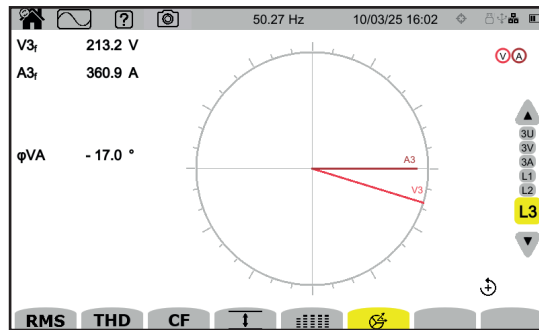 ? 50.27 Hz 10/03/25 16:02
V3f 213.2 V
A3f 360.9 A
φVA - 17.0 °
V A
A3
V3
3U
3V
3A
L1
L2
L3
RMS THD CF